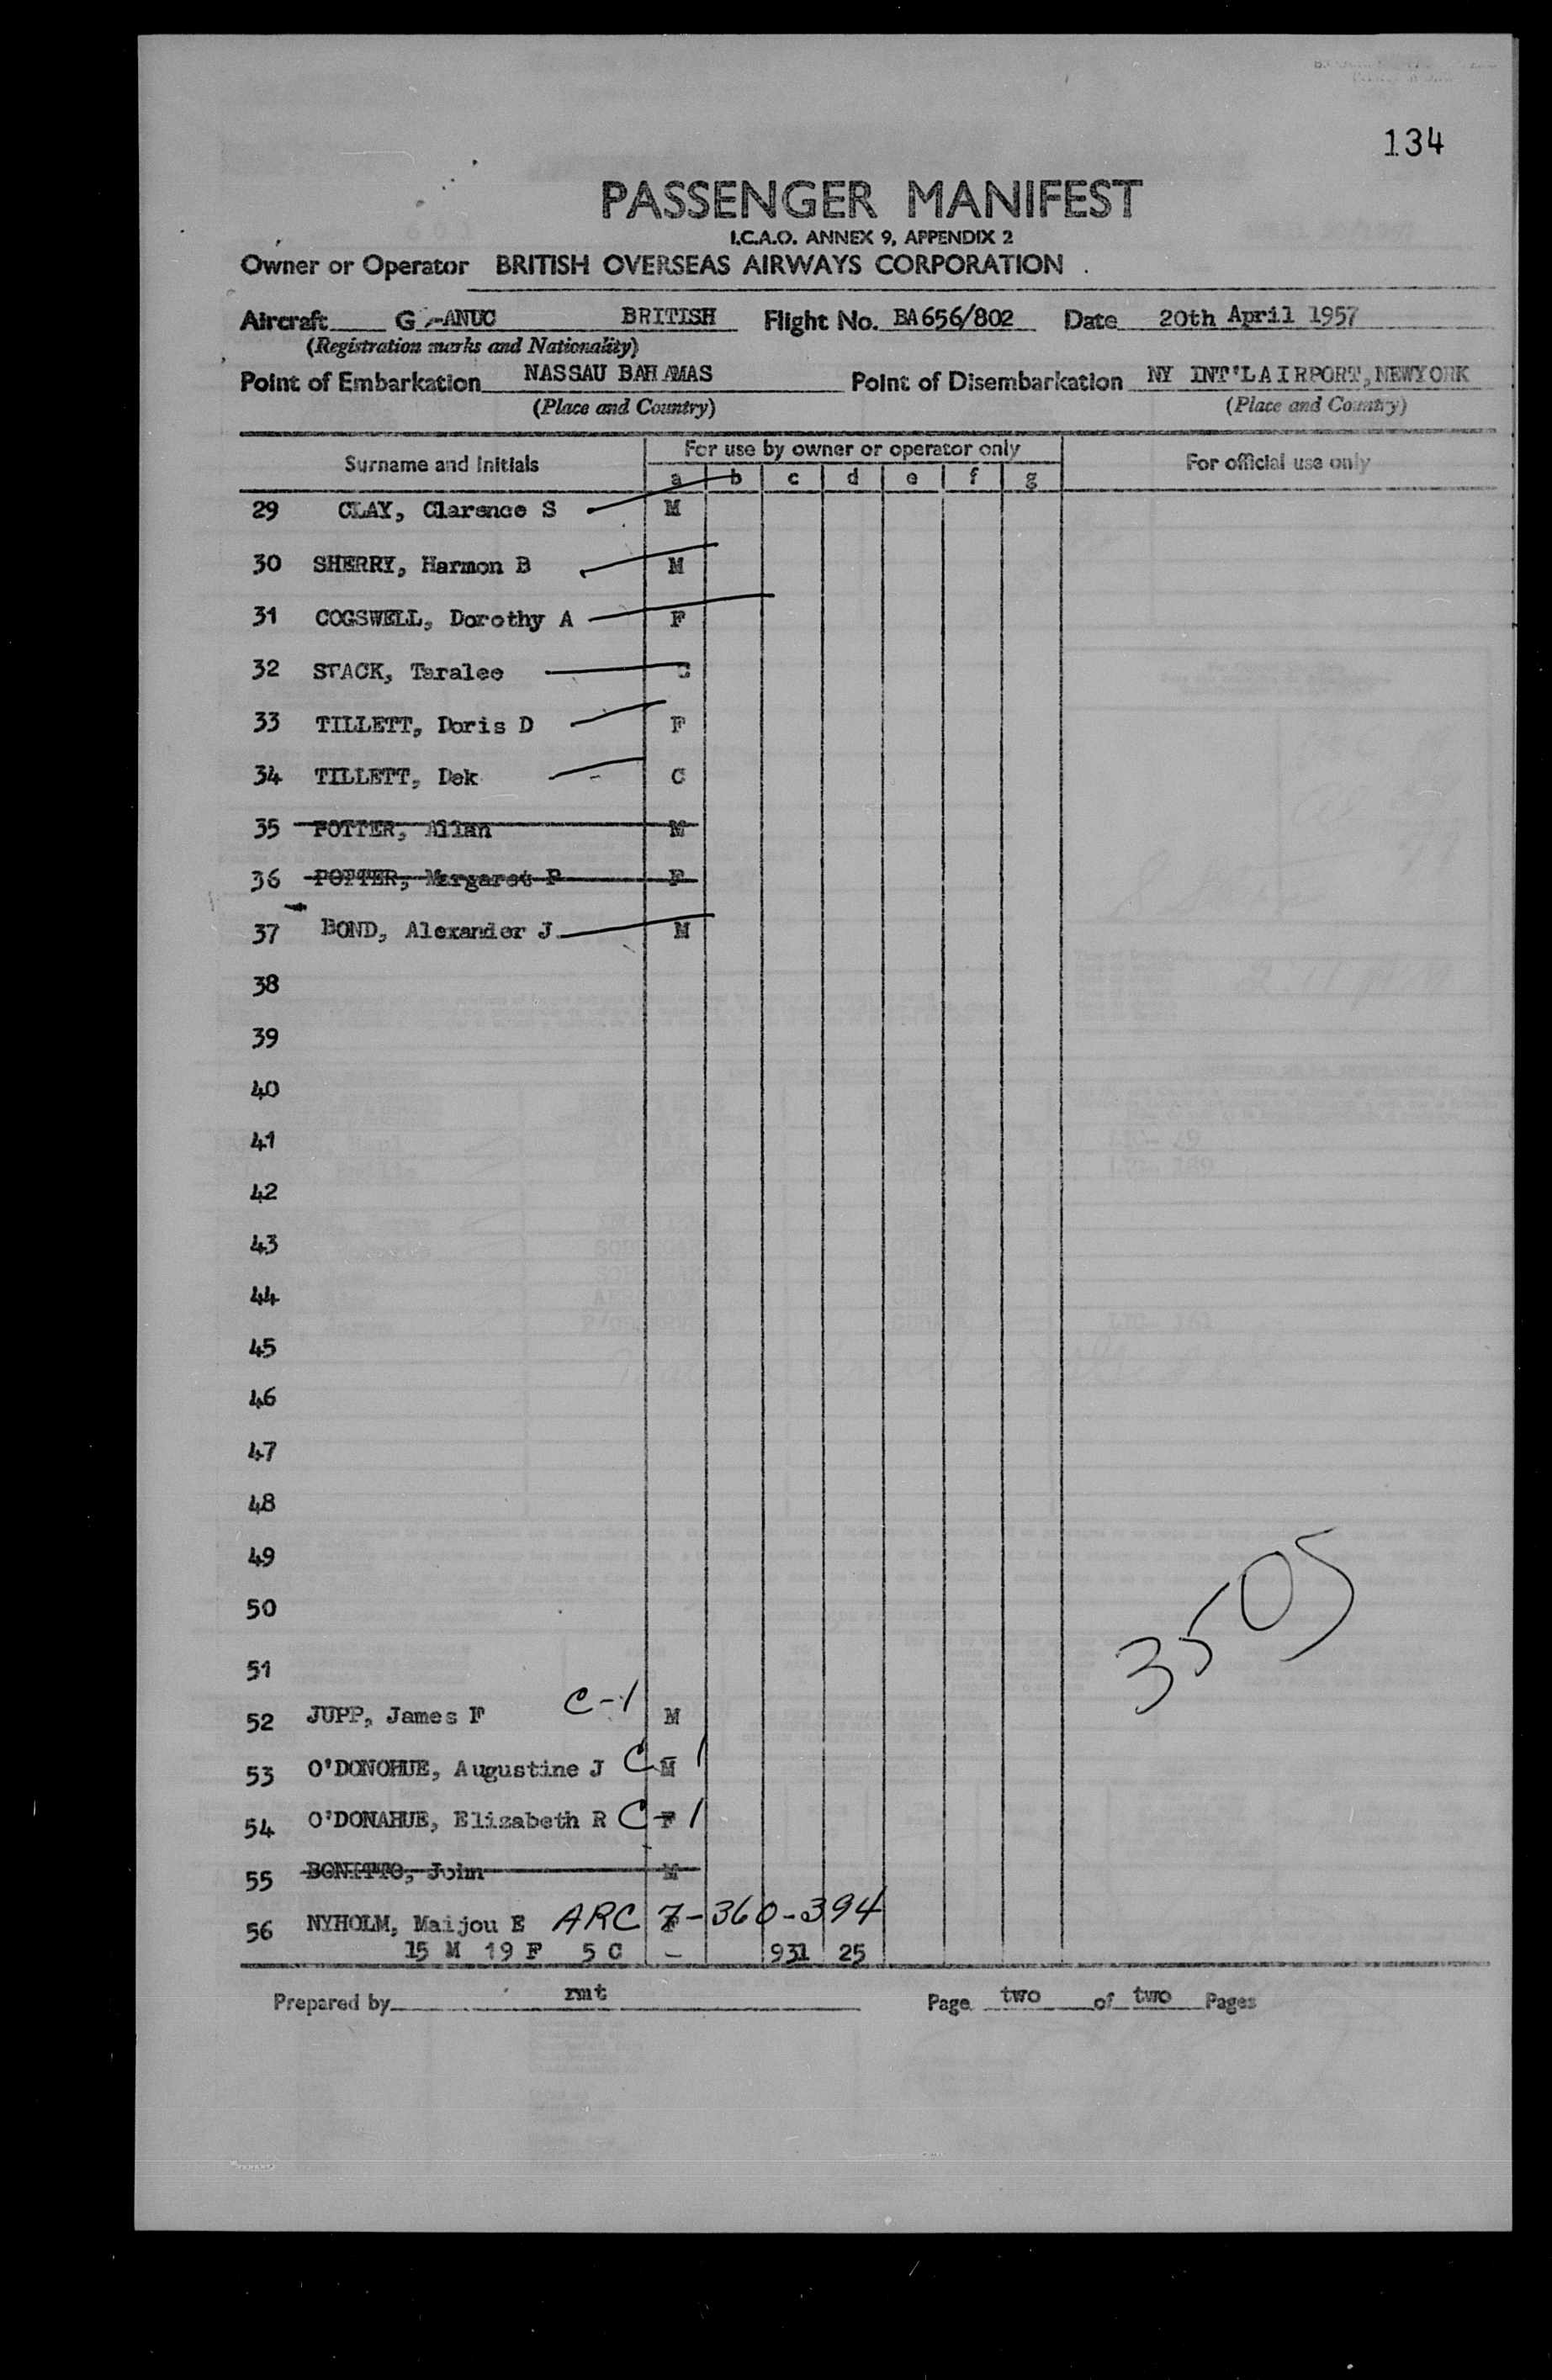 134
PASSENGER MANIFEST
I.C.A.O. ANNEX 9, APPENDIX 2
Owner or Operator BRITISH OVERSEAS AIRWAYS CORPORATION
Aircraft G-ANUC BRITISH Flight No. BA656/802 Date 20th April 1957
(Registration marks and Nationality)
Point of Embarkation NASSAU BAHAMAS Point of Disembarkation NY INT'L AIRPORT, NEWYORK
(Place and Country) (Place and Country)
Surname and Initials For use by owner or operator only For official use only
a b c d e f g
29 CLAY, Clarence S M
30 SHERRY, Harmon B M
31 COGSWELL, Dorothy A F
32 STACK, Taralee C
33 TILLETT, Doris D F
34 TILLETT, Dek C
35 POTTER, Allan M
36 POTTER, Margaret P F
37 BOND, Alexander J M
38
39
40
41
42
43
44
45
46
47
48
49
50
51
3505
52 JUPP, James F C-1 M
53 O'DONOHUE, Augustine J C-1 M
54 O'DONAHUE, Elizabeth R C-1 F
55 BONITTO, John M
56 NYHOLM, Maijou E ARC 7-360-394
15 M 19 F 5 C - 931 25
Prepared by rmt Page two of two Pages